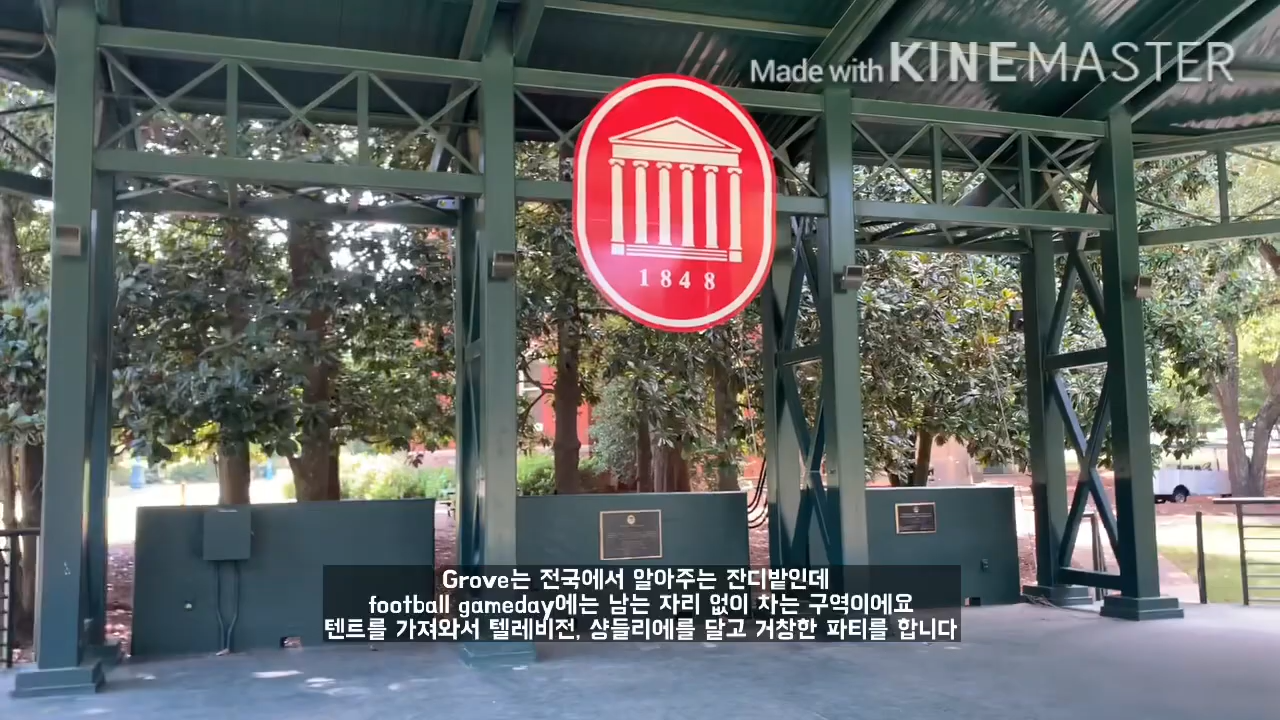 Made with KINEMASTER
1848
Grove는 전국에서 알아주는 잔디밭인데
football gameday에는 남는 자리 없이 차는 구역이에요
텐트를 가져와서 텔레비전, 샹들리에를 달고 거창한 파티를 합니다